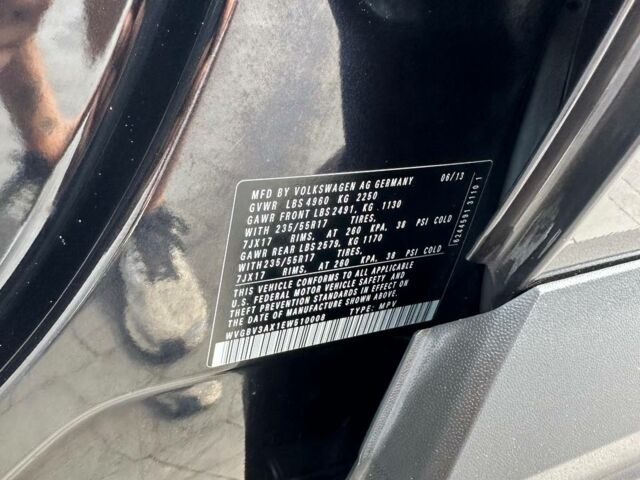 MFD BY VOLKSWAGEN AG GERMANY 06/13
GVWR LBS 4960 KG 2250
GAWR FRONT LBS 2491, KG 1130
WITH 235/55R17 TIRES,
7JX17 RIMS, AT 260 KPA, 38 PSI COLD
GAWR REAR LBS 2579, KG 1170
WITH 235/55R17 TIRES,
7JX17 RIMS, AT 260 KPA, 38 PSI COLD
THIS VEHICLE CONFORMS TO ALL APPLICABLE
U.S. FEDERAL MOTOR VEHICLE SAFETY AND
THEFT PREVENTION STANDARDS IN EFFECT ON
THE DATE OF MANUFACTURE SHOWN ABOVE.
WVGBV3AX1EW510008 TYPE: MPV